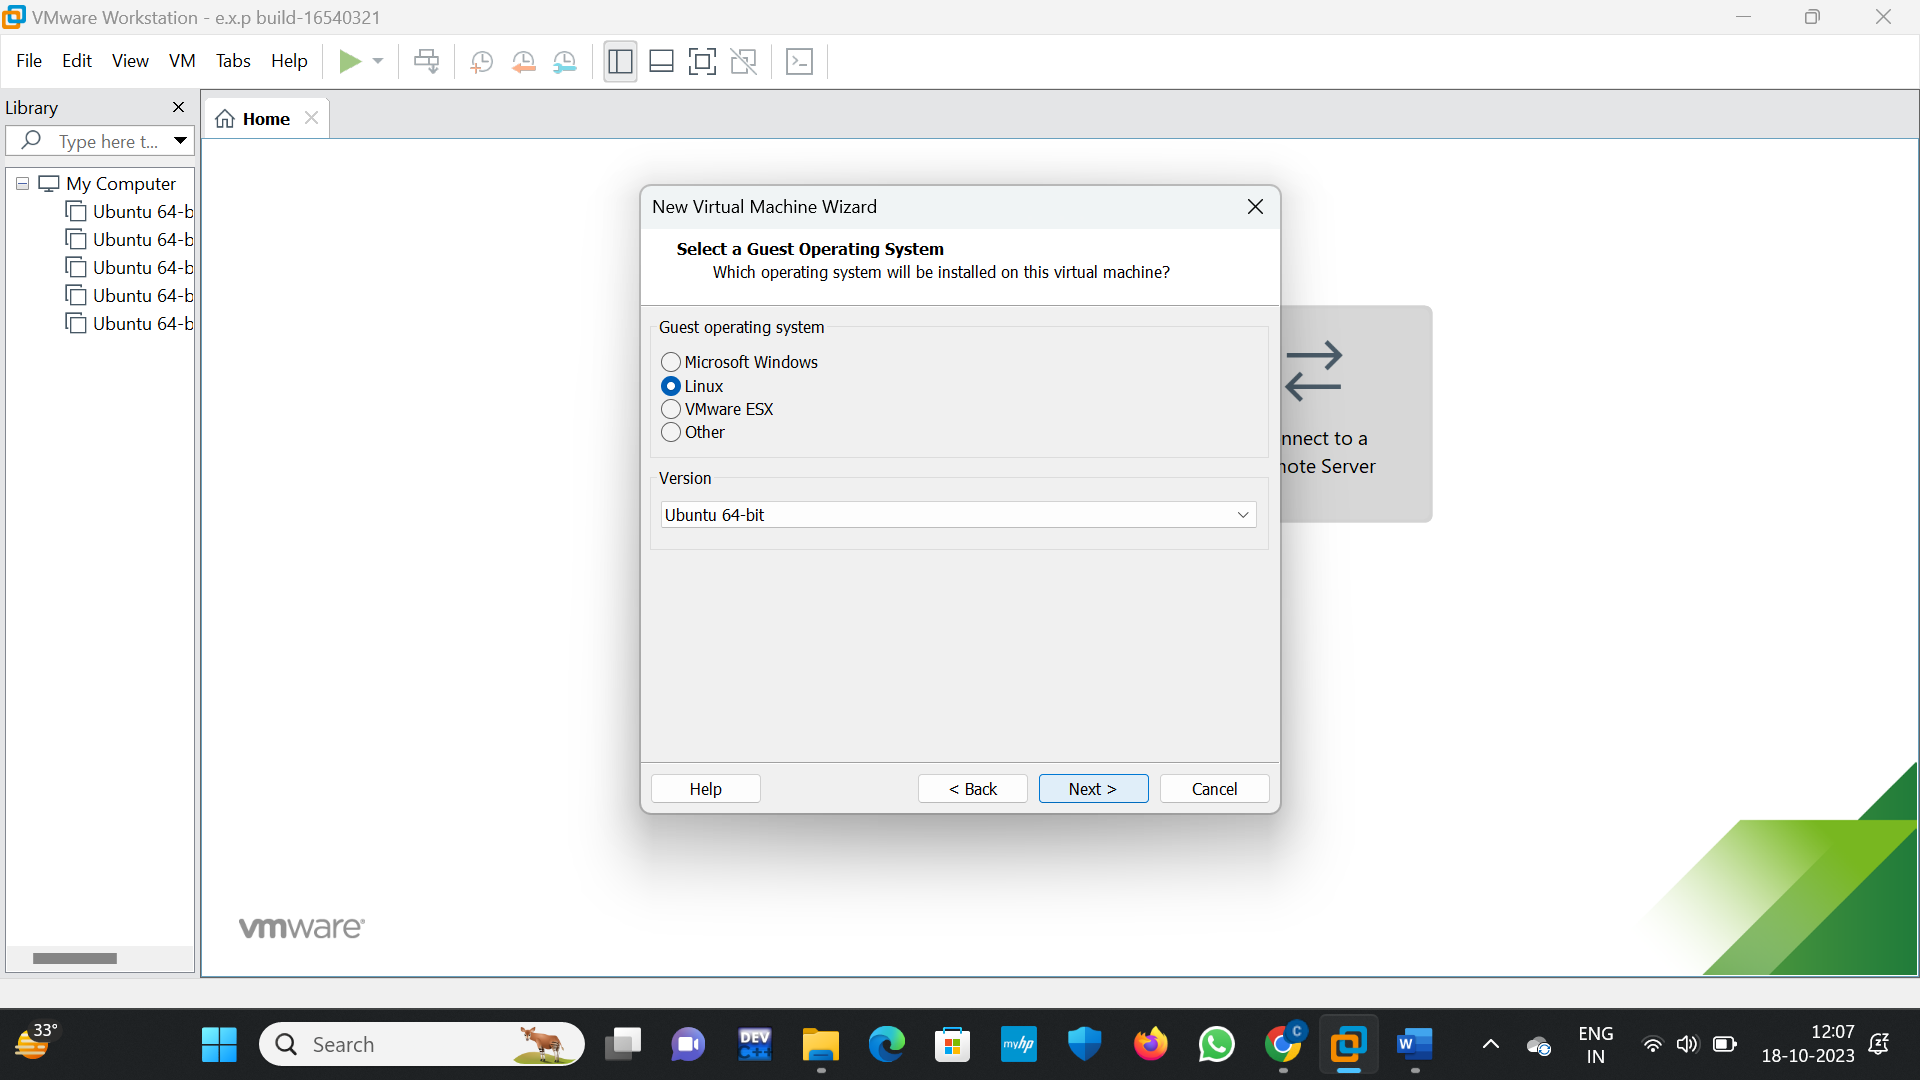 VMware Workstation - e.x.p build-16540321
File Edit View VM Tabs Help
Library
Home
Type here t...
My Computer
Ubuntu 64-b
Ubuntu 64-b
Ubuntu 64-b
Ubuntu 64-b
Ubuntu 64-b
New Virtual Machine Wizard
Select a Guest Operating System
Which operating system will be installed on this virtual machine?
Guest operating system
Microsoft Windows
Linux
VMware ESX
Other
Version
Ubuntu 64-bit
Help < Back Next > Cancel
nnect to a
note Server
vmware®
33°
Search
DEV
C++
myhp
C
W
ENG
IN
12:07
18-10-2023